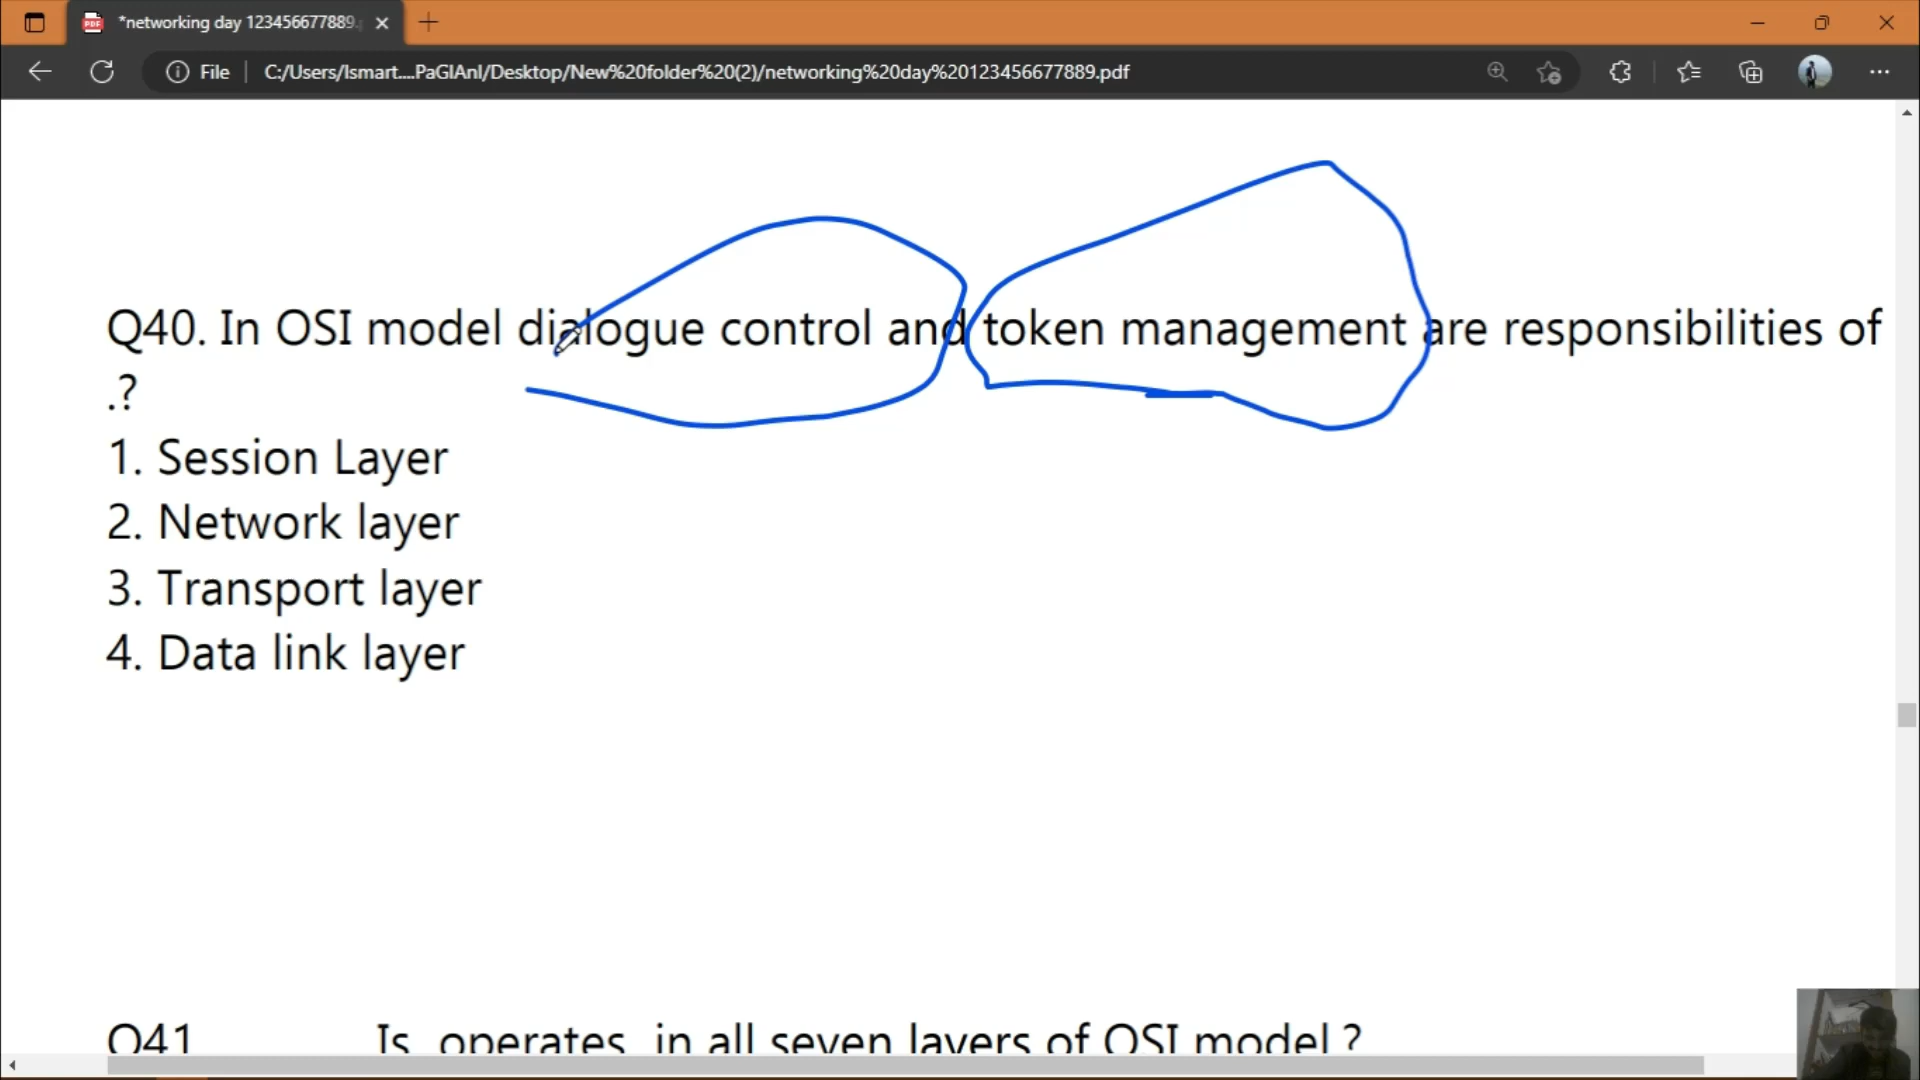 *networking day 123456677889.
File
C:/Users/Ismart....PaGlAnI/Desktop/New%20folder%20(2)/networking%20day%20123456677889.pdf
Q40. In OSI model dialogue control and token management are responsibilities of
.?
1. Session Layer
2. Network layer
3. Transport layer
4. Data link layer
Q41 Is operates in all seven layers of OSI model ?